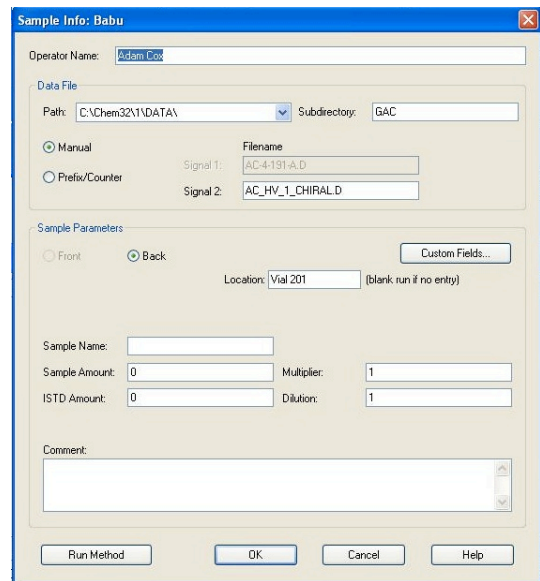 Sample Info: Babu
Operator Name: Adam Cox
Data File
Path: C:\Chem32\1\DATA\ Subdirectory: GAC
Manual Filename
Signal 1: AC-4-191-A.D
Prefix/Counter
Signal 2: AC_HV_1_CHIRAL.D
Sample Parameters
Front Back Custom Fields...
Location: Vial 201 (blank run if no entry)
Sample Name:
Sample Amount: 0 Multiplier: 1
ISTD Amount: 0 Dilution: 1
Comment:
Run Method OK Cancel Help